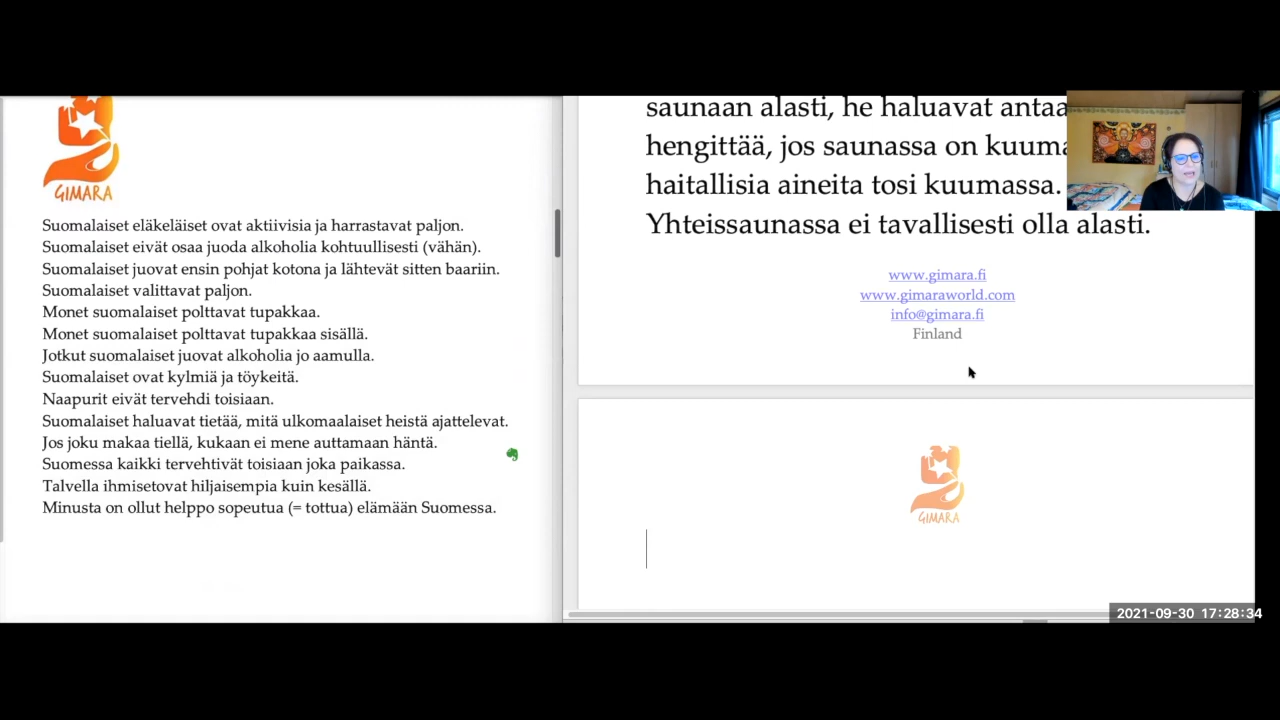 GIMARA
Suomalaiset eläkeläiset ovat aktiivisia ja harrastavat paljon.
Suomalaiset eivät osaa juoda alkoholia kohtuullisesti (vähän).
Suomalaiset juovat ensin pohjat kotona ja lähtevät sitten baariin.
Suomalaiset valittavat paljon.
Monet suomalaiset polttavat tupakkaa.
Monet suomalaiset polttavat tupakkaa sisällä.
Jotkut suomalaiset juovat alkoholia jo aamulla.
Suomalaiset ovat kylmiä ja töykeitä.
Naapurit eivät tervehdi toisiaan.
Suomalaiset haluavat tietää, mitä ulkomaalaiset heistä ajattelevat.
Jos joku makaa tiellä, kukaan ei mene auttamaan häntä.
Suomessa kaikki tervehtivät toisiaan joka paikassa.
Talvella ihmisetovat hiljaisempia kuin kesällä.
Minusta on ollut helppo sopeutua (= tottua) elämään Suomessa.
saunaan alasti, he haluavat antaa
hengittää, jos saunassa on kuuma
haitallisia aineita tosi kuumassa.
Yhteissaunassa ei tavallisesti olla alasti.
www.gimara.fi
www.gimaraworld.com
info@gimara.fi
Finland
GIMARA
2021-09-30 17:28:34